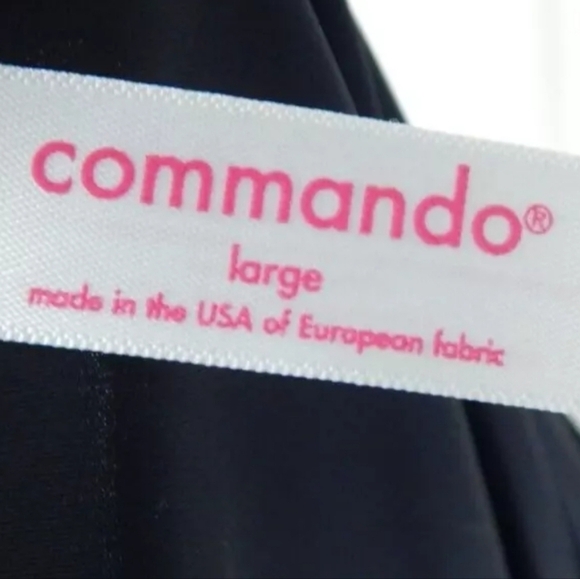 commando®
large
made in the USA of European fabric